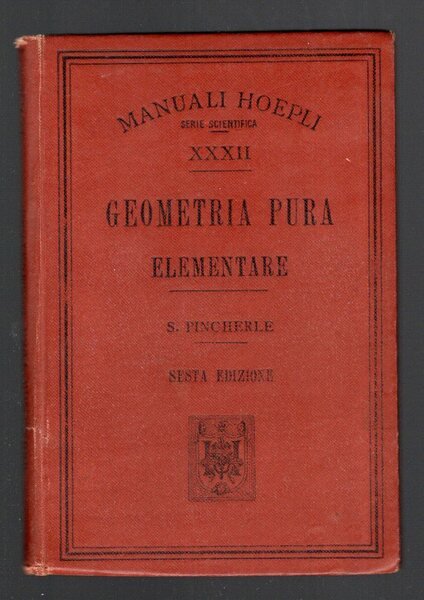 MANUALI HOEPLI
SERIE SCIENTIFICA
XXXII
GEOMETRIA PURA
ELEMENTARE
S. PINCHERLE
SESTA EDIZIONE